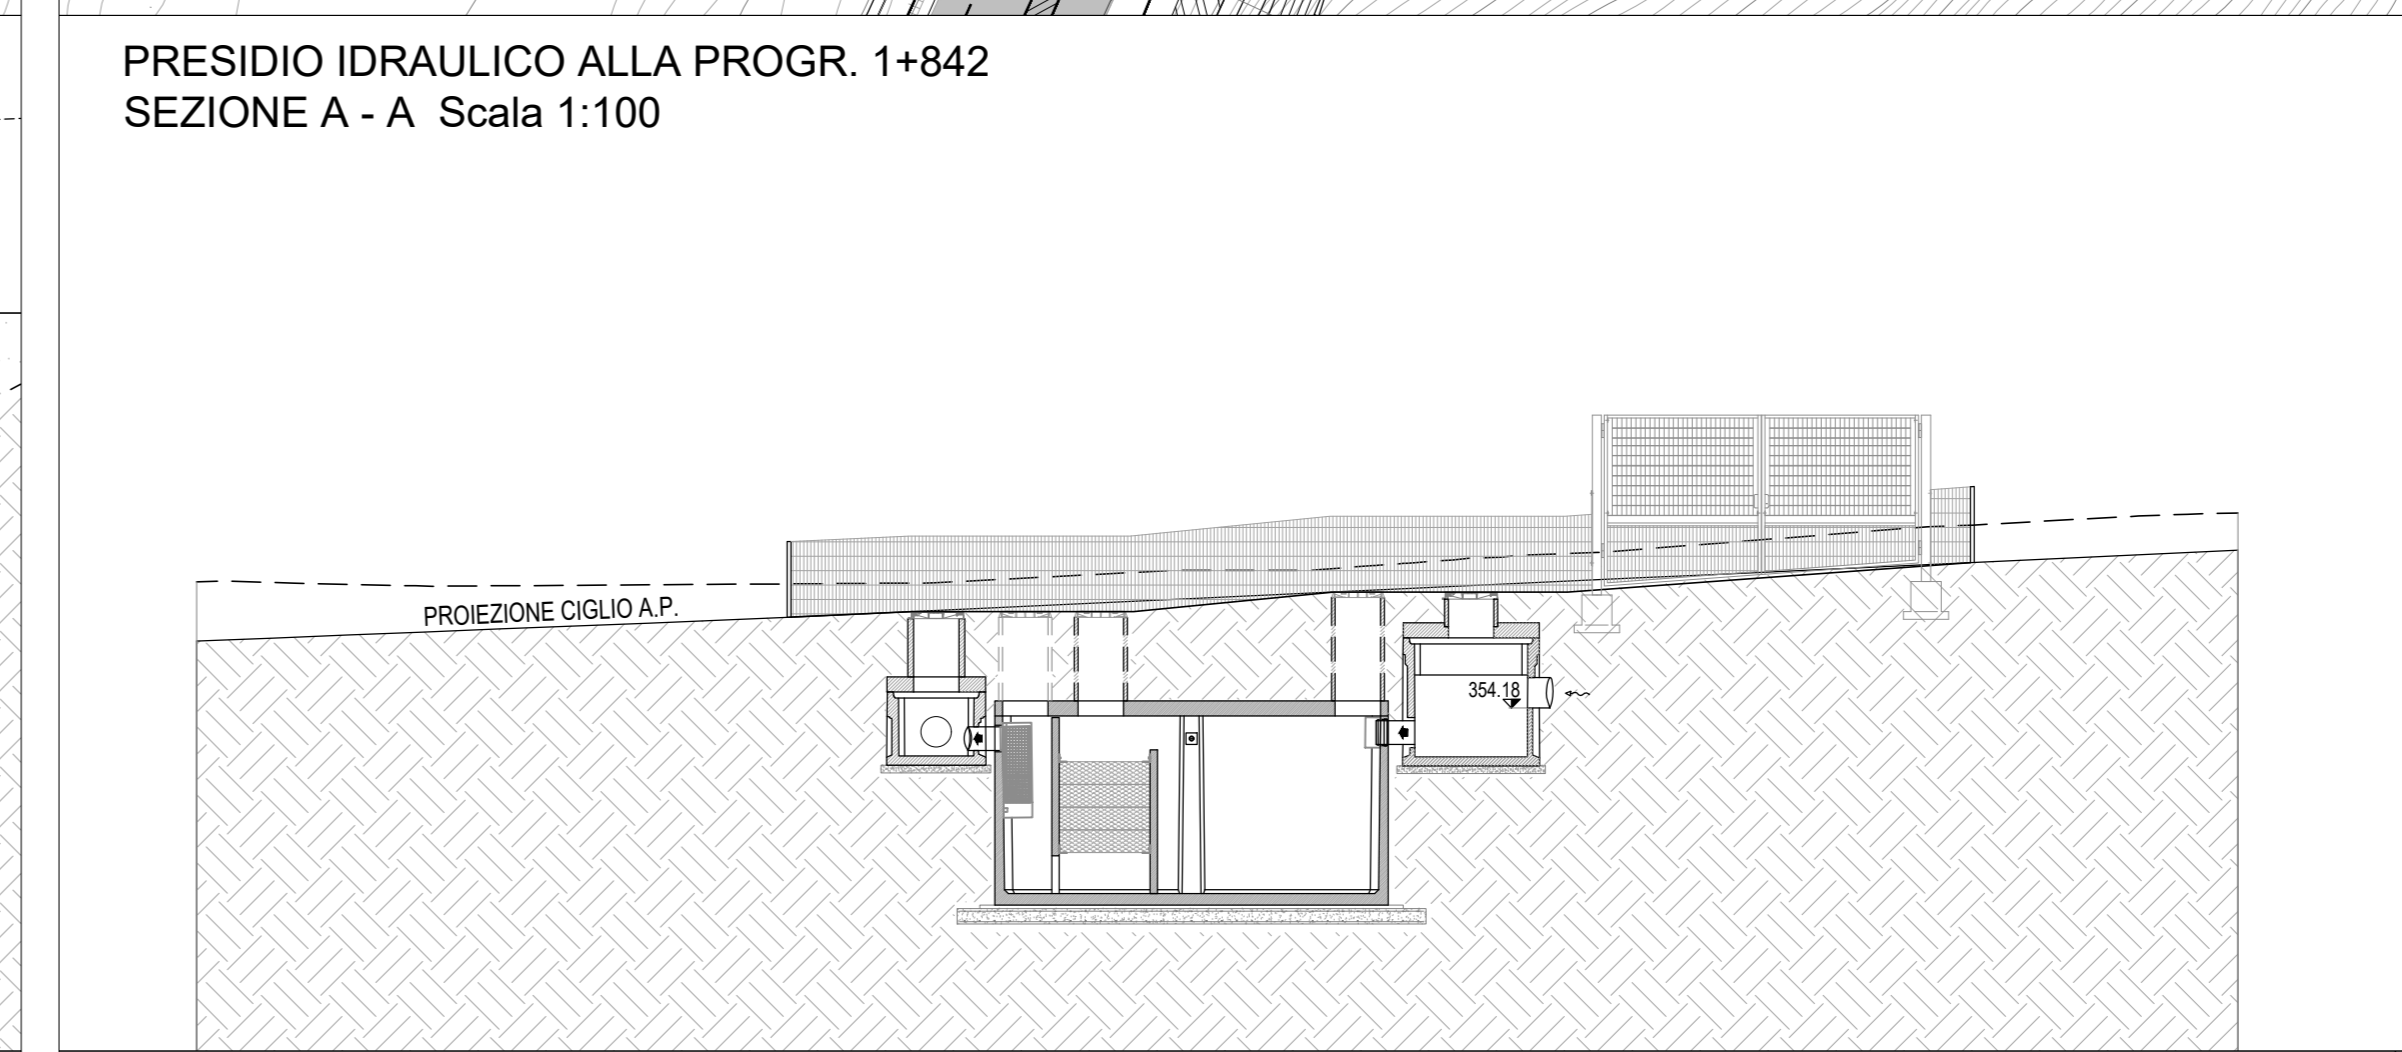 PRESIDIO IDRAULICO ALLA PROGR. 1+842
SEZIONE A - A Scala 1:100
PROIEZIONE CIGLIO A.P.
354.18